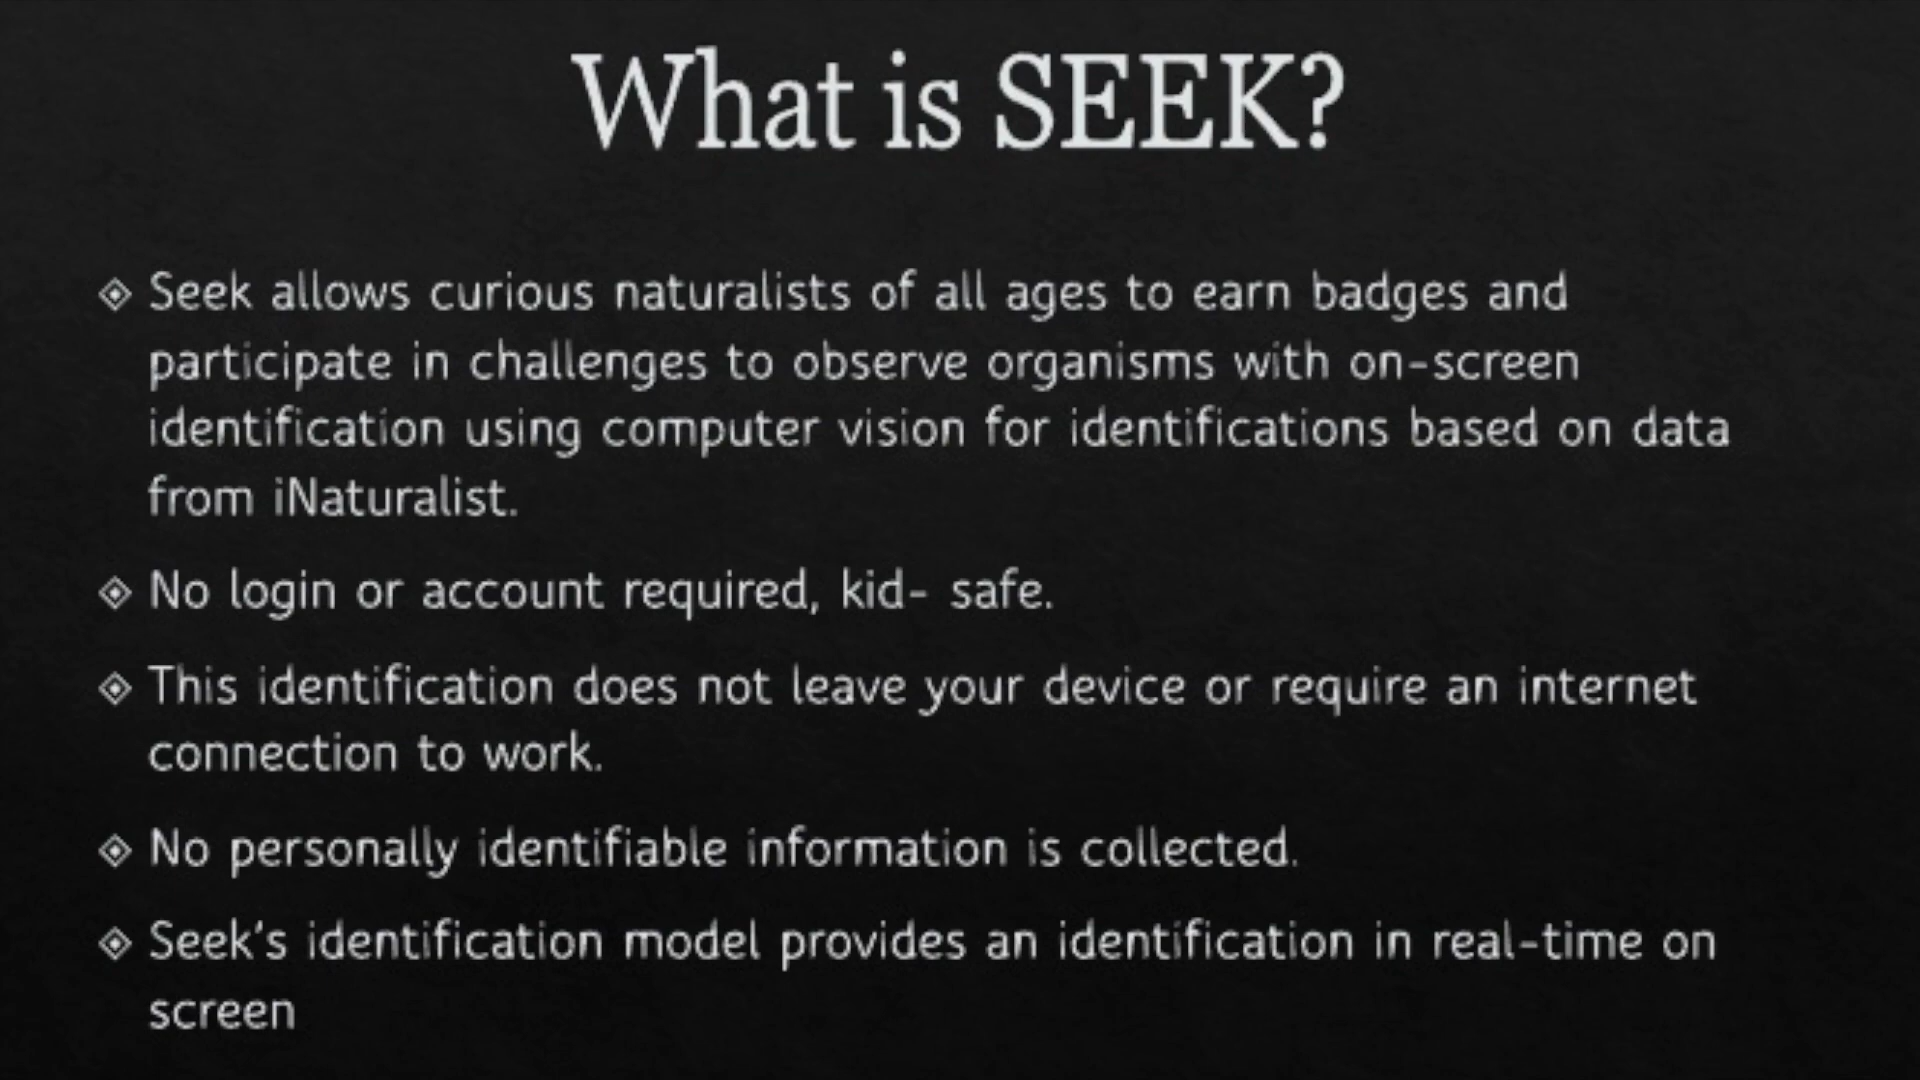 What is SEEK?
Seek allows curious naturalists of all ages to earn badges and
participate in challenges to observe organisms with on-screen
identification using computer vision for identifications based on data
from iNaturalist.
No login or account required, kid- safe.
This identification does not leave your device or require an internet
connection to work.
No personally identifiable information is collected.
Seek's identification model provides an identification in real-time on
screen